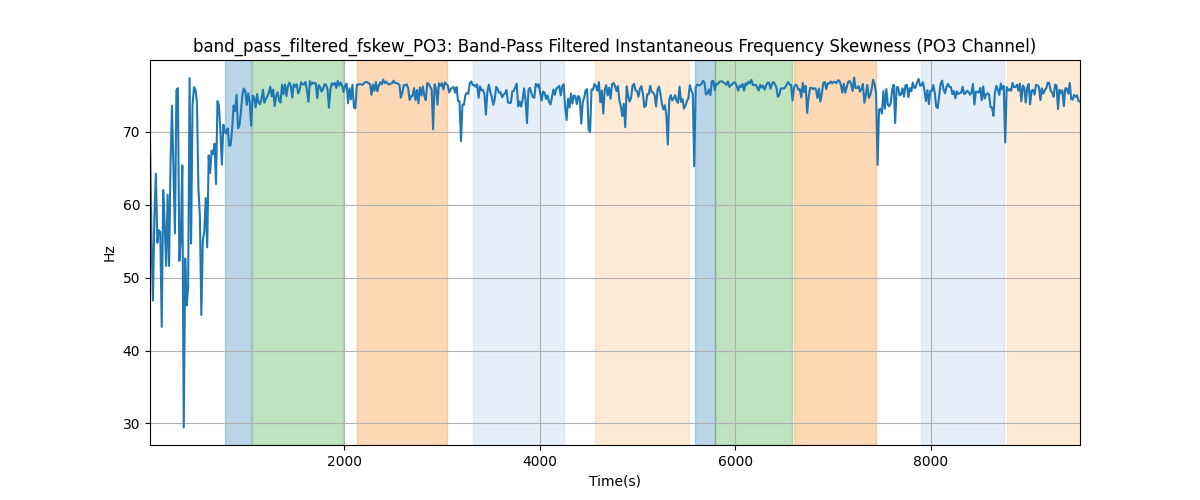 band_pass_filtered_fskew_PO3: Band-Pass Filtered Instantaneous Frequency Skewness (PO3 Channel)
70
60
50
40
30
Hz
2000 4000 6000 8000
Time(s)